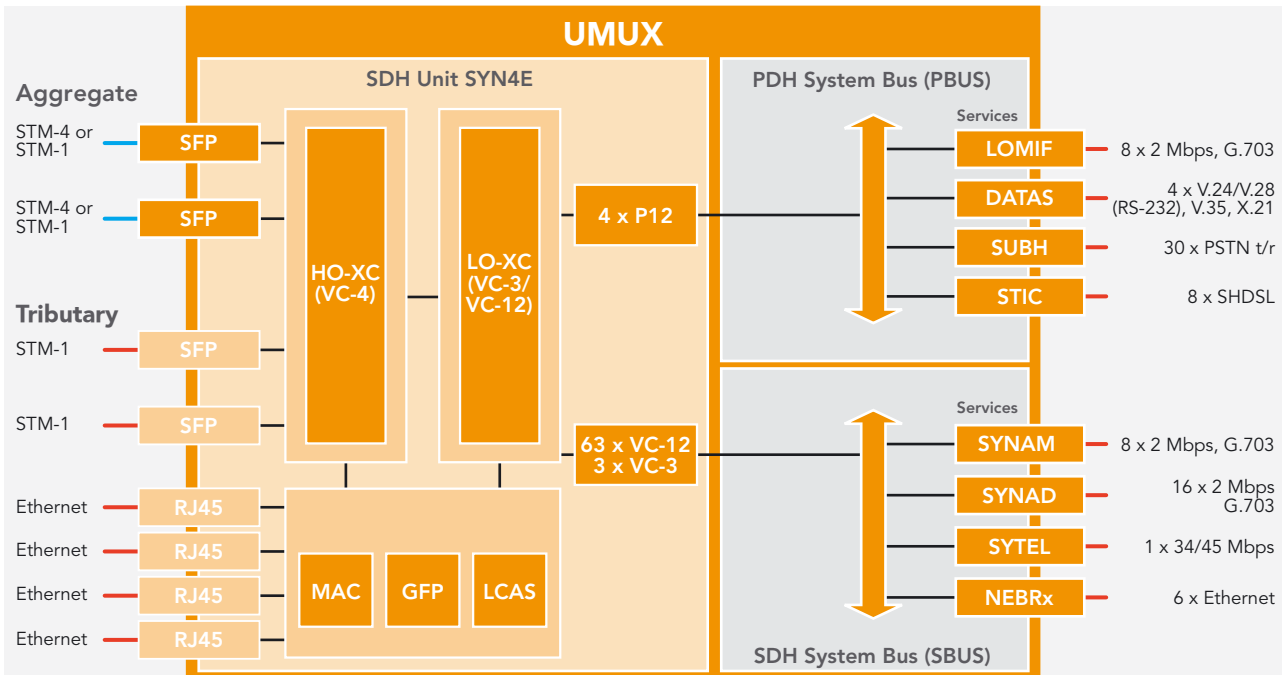 UMUX
Aggregate
STM-4 or
STM-1
SFP
STM-4 or
STM-1
SFP
Tributary
STM-1
SFP
STM-1
SFP
Ethernet
RJ45
Ethernet
RJ45
Ethernet
RJ45
Ethernet
RJ45
SDH Unit SYN4E
HO-XC
(VC-4)
LO-XC
(VC-3/
VC-12)
4 x P12
63 x VC-12
3 x VC-3
MAC
GFP
LCAS
PDH System Bus (PBUS)
Services
LOMIF
8 x 2 Mbps, G.703
DATAS
4 x V.24/V.28
(RS-232), V.35, X.21
SUBH
30 x PSTN t/r
STIC
8 x SHDSL
Services
SYNAM
8 x 2 Mbps, G.703
SYNAD
16 x 2 Mbps
G.703
SYTEL
1 x 34/45 Mbps
NEBRx
6 x Ethernet
SDH System Bus (SBUS)